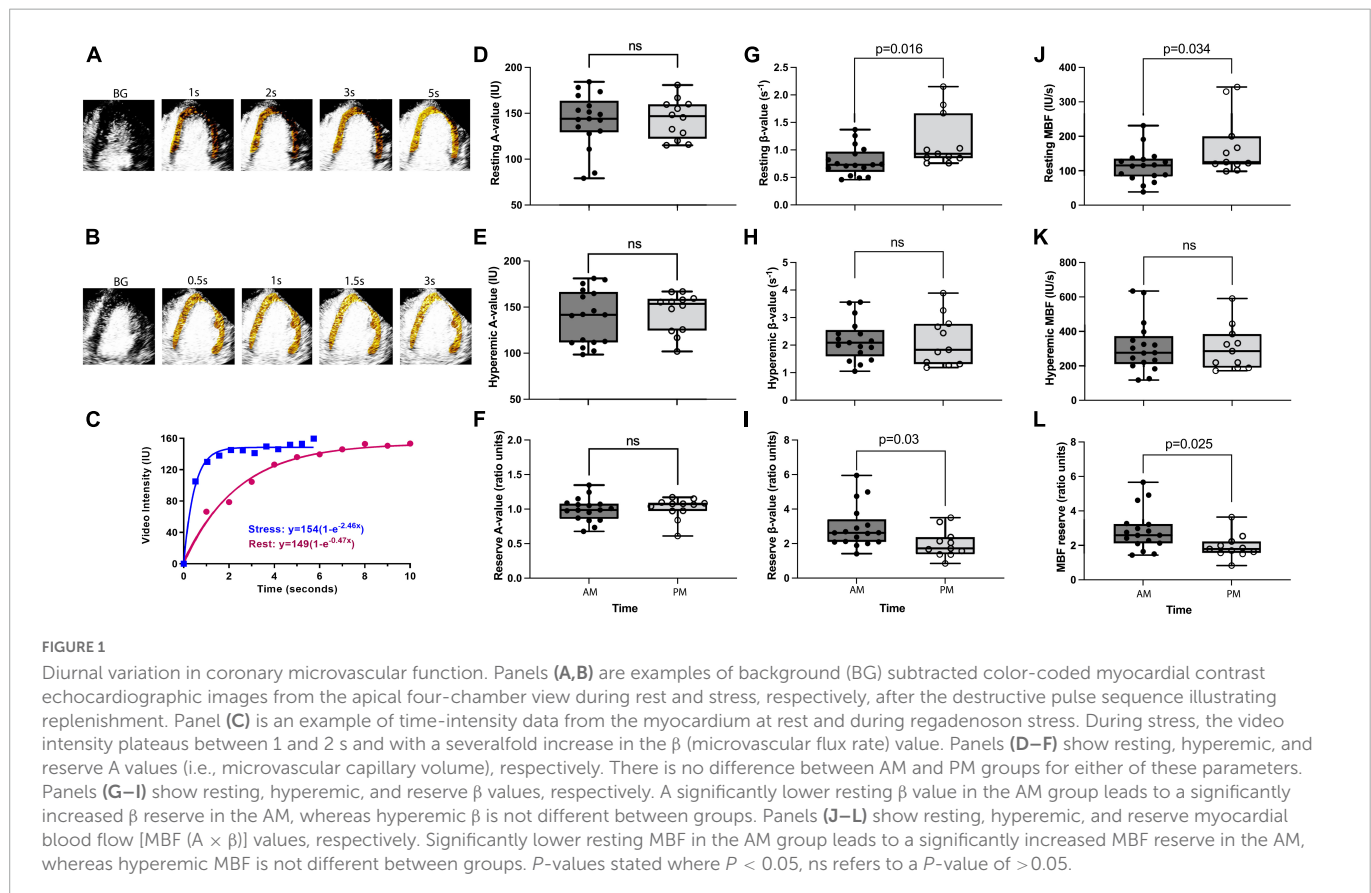 A
BG 1s 2s 3s 5s
B
BG 0.5s 1s 1.5s 3s
C
Video Intensity (IU)
160
120
80
40
0
Stress: y=154(1-e^-2.46x)
Rest: y=149(1-e^-0.47x)
0 2 4 6 8 10
Time (seconds)
D
ns
Resting A-value (IU)
200
150
100
50
E
ns
Hyperemic A-value (IU)
200
150
100
50
F
ns
Reserve A-value (ratio units)
2.0
1.5
1.0
0.5
0.0
AM PM
Time
G
p=0.016
Resting β-value (s⁻¹)
2.5
2.0
1.5
1.0
0.5
0.0
H
ns
Hyperemic β-value (s⁻¹)
5
4
3
2
1
0
I
p=0.03
Reserve β-value (ratio units)
8
6
4
2
0
AM PM
Time
J
p=0.034
Resting MBF (IU/s)
400
300
200
100
0
K
ns
Hyperemic MBF (IU/s)
800
600
400
200
0
L
p=0.025
MBF reserve (ratio units)
8
6
4
2
0
AM PM
Time
FIGURE 1
Diurnal variation in coronary microvascular function. Panels (A,B) are examples of background (BG) subtracted color-coded myocardial contrast
echocardiographic images from the apical four-chamber view during rest and stress, respectively, after the destructive pulse sequence illustrating
replenishment. Panel (C) is an example of time-intensity data from the myocardium at rest and during regadenoson stress. During stress, the video
intensity plateaus between 1 and 2 s and with a severalfold increase in the β (microvascular flux rate) value. Panels (D–F) show resting, hyperemic, and
reserve A values (i.e., microvascular capillary volume), respectively. There is no difference between AM and PM groups for either of these parameters.
Panels (G–I) show resting, hyperemic, and reserve β values, respectively. A significantly lower resting β value in the AM group leads to a significantly
increased β reserve in the AM, whereas hyperemic β is not different between groups. Panels (J–L) show resting, hyperemic, and reserve myocardial
blood flow [MBF (A × β)] values, respectively. Significantly lower resting MBF in the AM group leads to a significantly increased MBF reserve in the AM,
whereas hyperemic MBF is not different between groups. P-values stated where P < 0.05, ns refers to a P-value of >0.05.